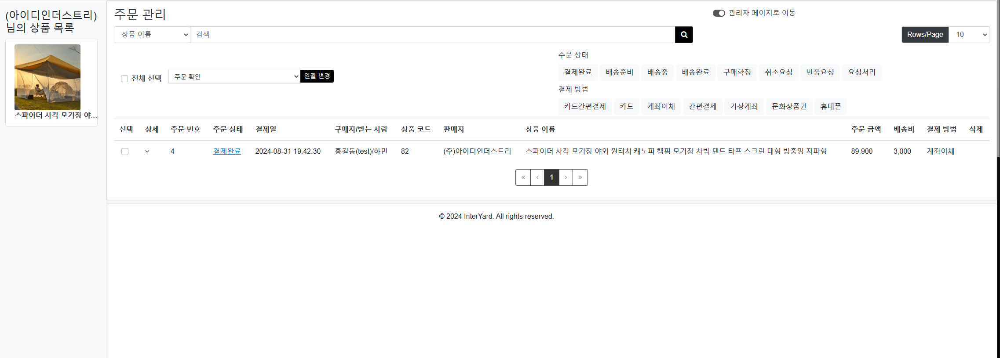 (아이디인더스트리)
님의 상품 목록
스파이더 사각 모기장 야...
주문 관리
관리자 페이지로 이동
상품 이름 검색 Rows/Page 10
주문 상태
결제완료 배송준비 배송중 배송완료 구매확정 취소요청 반품요청 요청처리
전체 선택 주문 확인 일괄 변경
결제 방법
카드간편결제 카드 계좌이체 간편결제 가상계좌 문화상품권 휴대폰
선택 상세 주문 번호 주문 상태 결제일 구매자/받는 사람 상품 코드 판매자 상품 이름 주문 금액 배송비 결제 방법 삭제
4 결제완료 2024-08-31 19:42:30 홍길동(test)/하민 82 (주)아이디인더스트리 스파이더 사각 모기장 야외 원터치 캐노피 캠핑 모기장 차박 텐트 타프 스크린 대형 방충망 지퍼형 89,900 3,000 계좌이체
« ‹ 1 › »
© 2024 InterYard. All rights reserved.